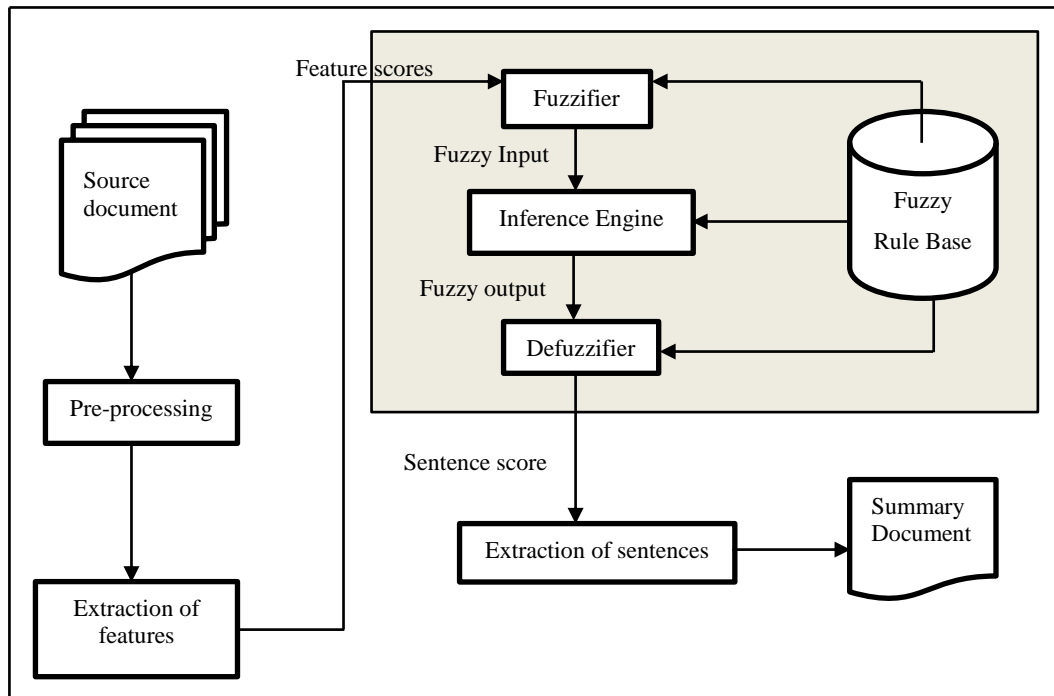 Source
document
Pre-processing
Extraction of
features
Feature scores
Fuzzifier
Fuzzy Input
Inference Engine
Fuzzy output
Defuzzifier
Fuzzy
Rule Base
Sentence score
Extraction of sentences
Summary
Document